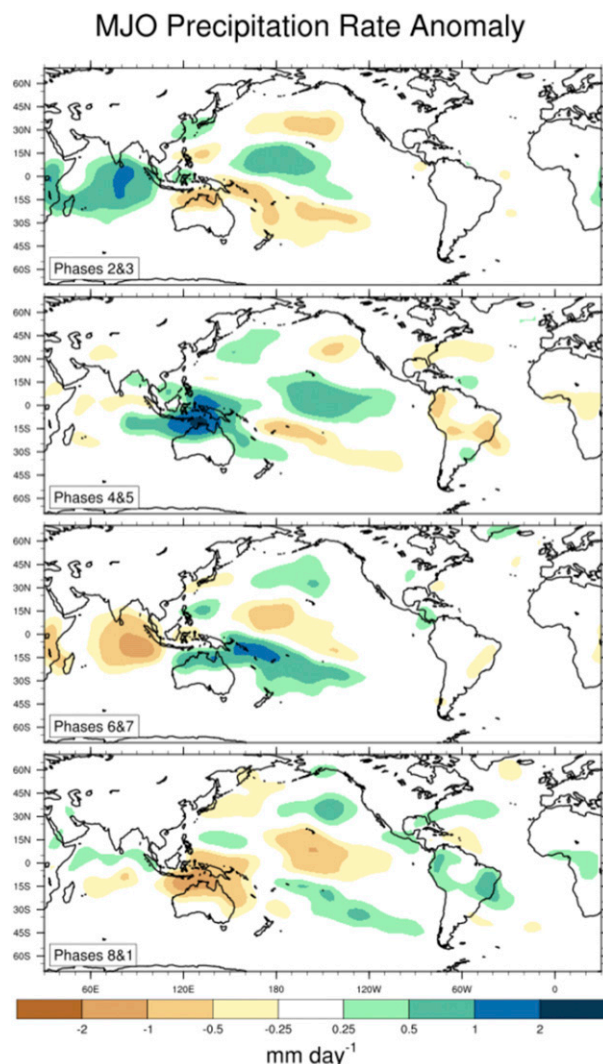 MJO Precipitation Rate Anomaly
60N
45N
30N
15N
0
15S
30S
45S
60S
Phases 2&3
60N
45N
30N
15N
0
15S
30S
45S
60S
Phases 4&5
60N
45N
30N
15N
0
15S
30S
45S
60S
Phases 6&7
60N
45N
30N
15N
0
15S
30S
45S
60S
Phases 8&1
60E 120E 180 120W 60W 0
-2 -1 -0.5 -0.25 0.25 0.5 1 2
mm day⁻¹